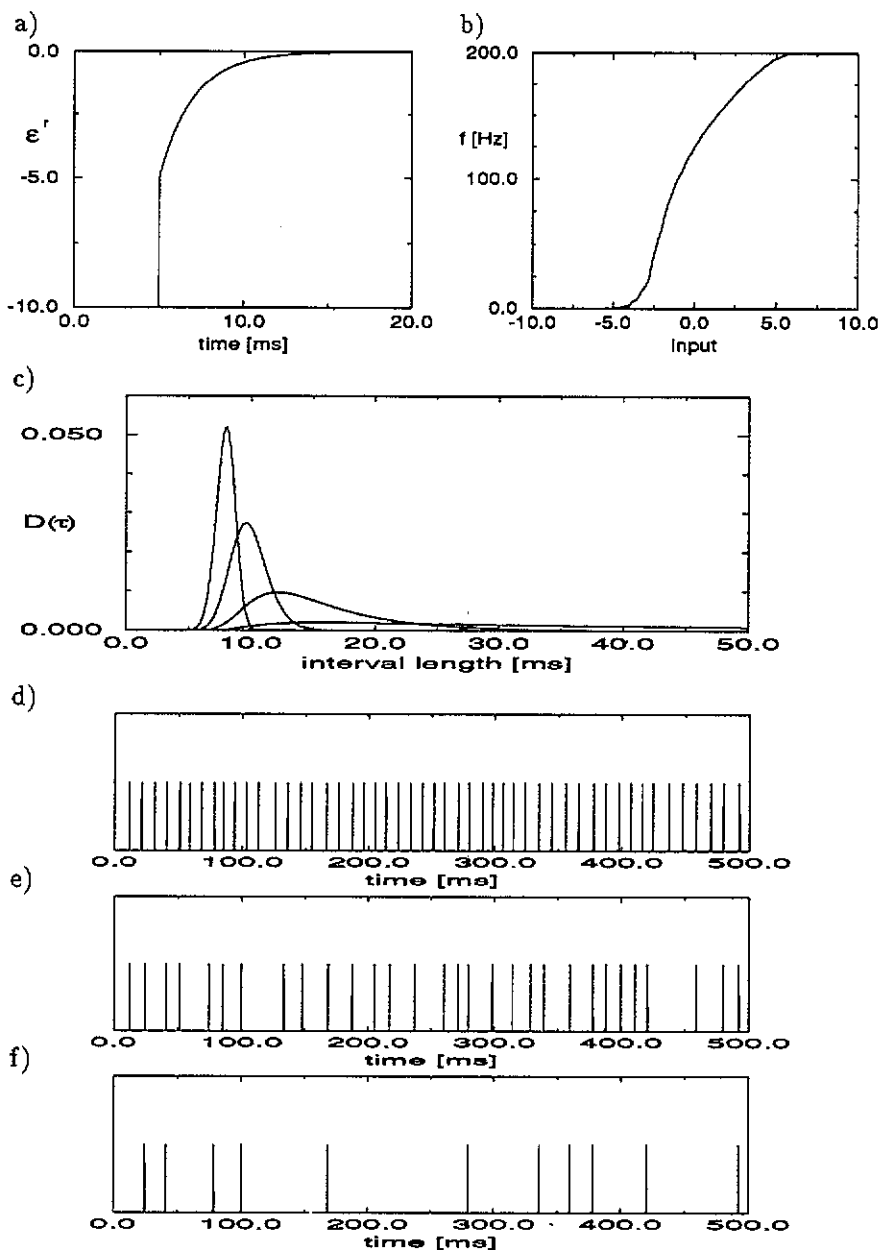 a)
b)
0.0
εʳ
-5.0
-10.0
0.0 10.0 20.0
time [ms]
200.0
f [Hz]
100.0
0.0
-10.0 -5.0 0.0 5.0 10.0
Input
c)
0.050
D(τ)
0.000
0.0 10.0 20.0 30.0 40.0 50.0
interval length [ms]
d)
0.0 100.0 200.0 300.0 400.0 500.0
time [ms]
e)
0.0 100.0 200.0 300.0 400.0 500.0
time [ms]
f)
0.0 100.0 200.0 300.0 400.0 500.0
time [ms]